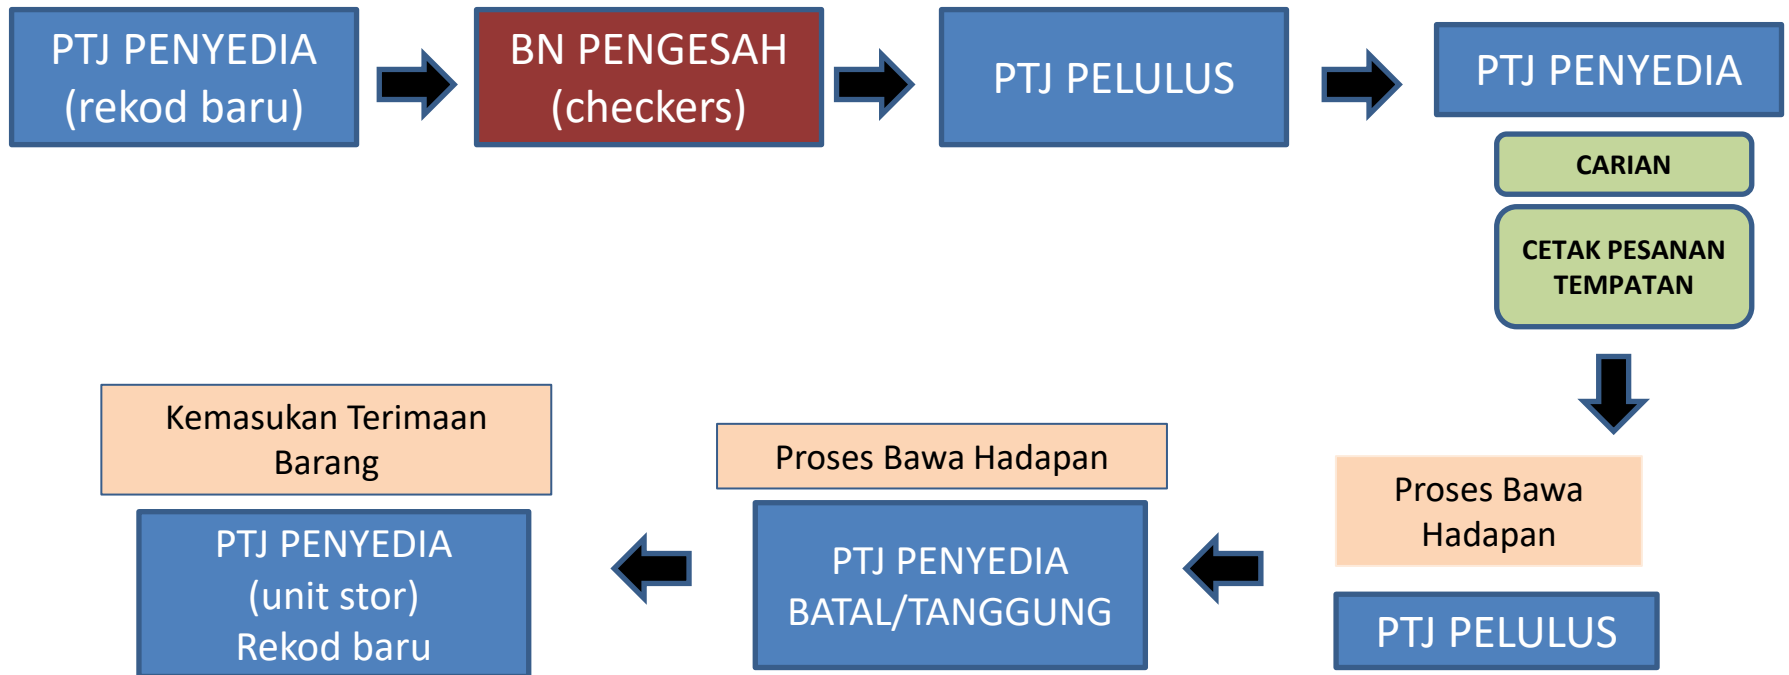 PTJ PENYEDIA
(rekod baru)
BN PENGESAH
(checkers)
PTJ PELULUS
PTJ PENYEDIA
CARIAN
CETAK PESANAN
TEMPATAN
Proses Bawa
Hadapan
PTJ PELULUS
Proses Bawa Hadapan
PTJ PENYEDIA
BATAL/TANGGUNG
Kemasukan Terimaan
Barang
PTJ PENYEDIA
(unit stor)
Rekod baru